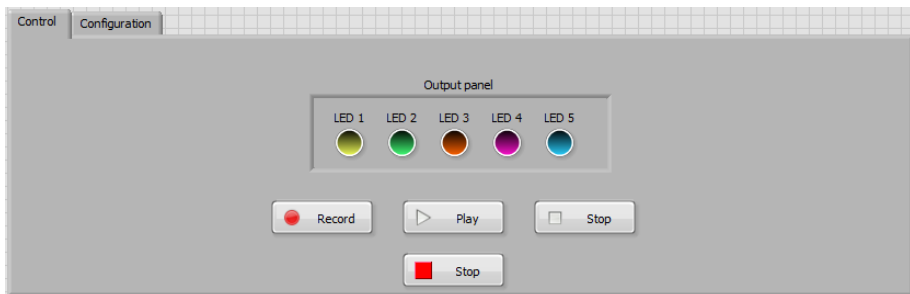 Control Configuration
Output panel
LED 1 LED 2 LED 3 LED 4 LED 5
Record Play Stop
Stop